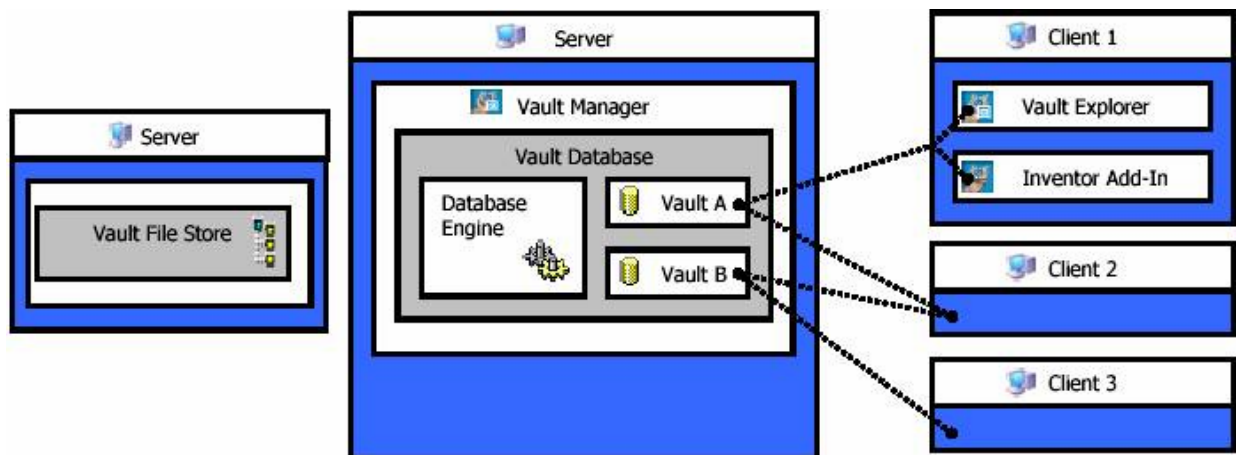 Server
Vault File Store
Server
Vault Manager
Vault Database
Database
Engine
Vault A
Vault B
Client 1
Vault Explorer
Inventor Add-In
Client 2
Client 3